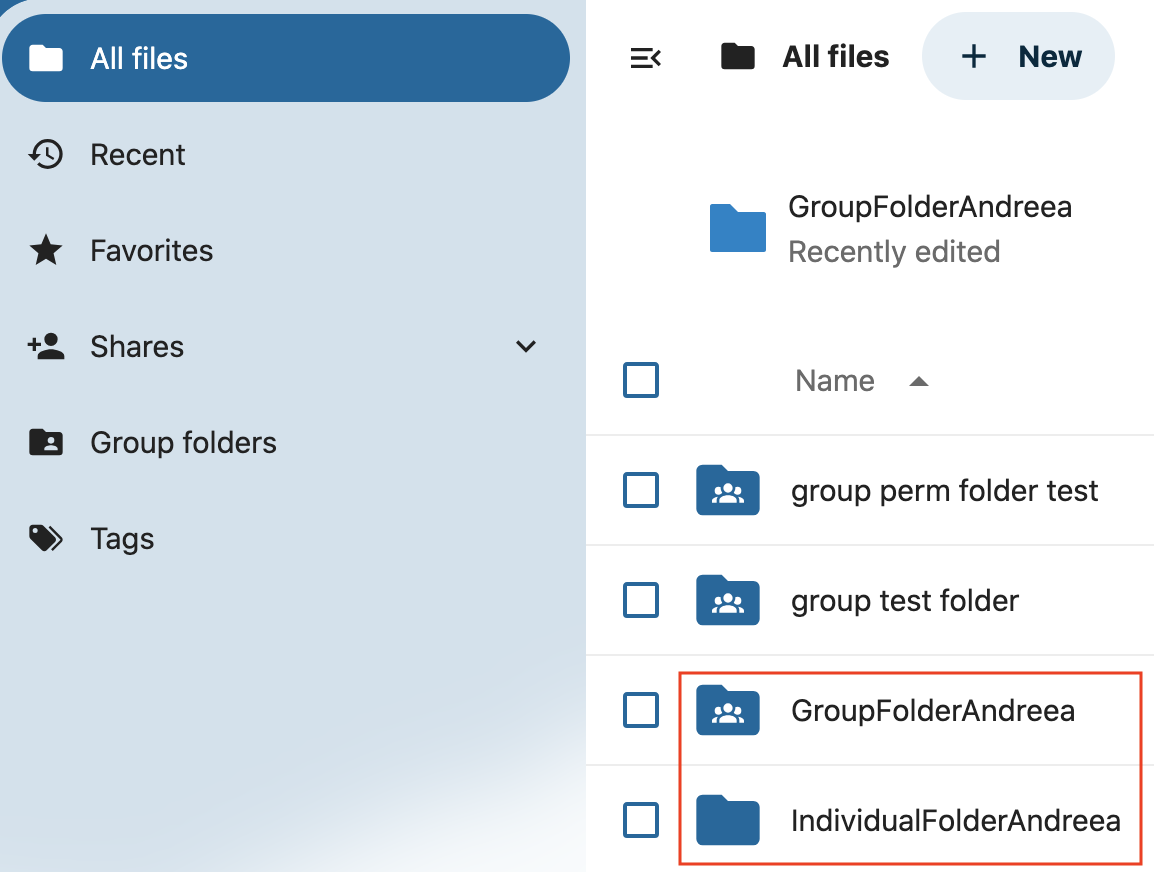 All files
Recent
Favorites
Shares
Group folders
Tags
All files
+ New
GroupFolderAndreea
Recently edited
Name
group perm folder test
group test folder
GroupFolderAndreea
IndividualFolderAndreea